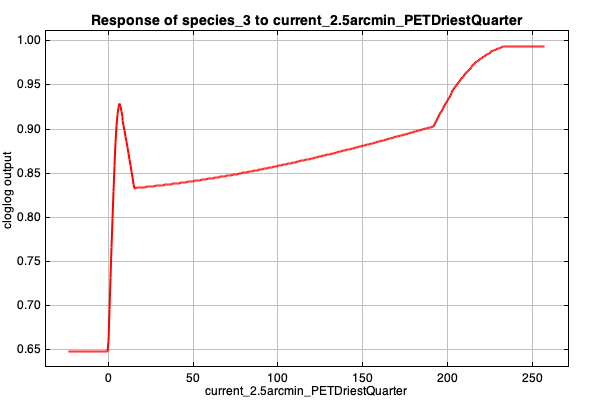 Response of species_3 to current_2.5arcmin_PETDriestQuarter
1.00
0.95
0.90
0.85
0.80
0.75
0.70
0.65
cloglog output
0 50 100 150 200 250
current_2.5arcmin_PETDriestQuarter